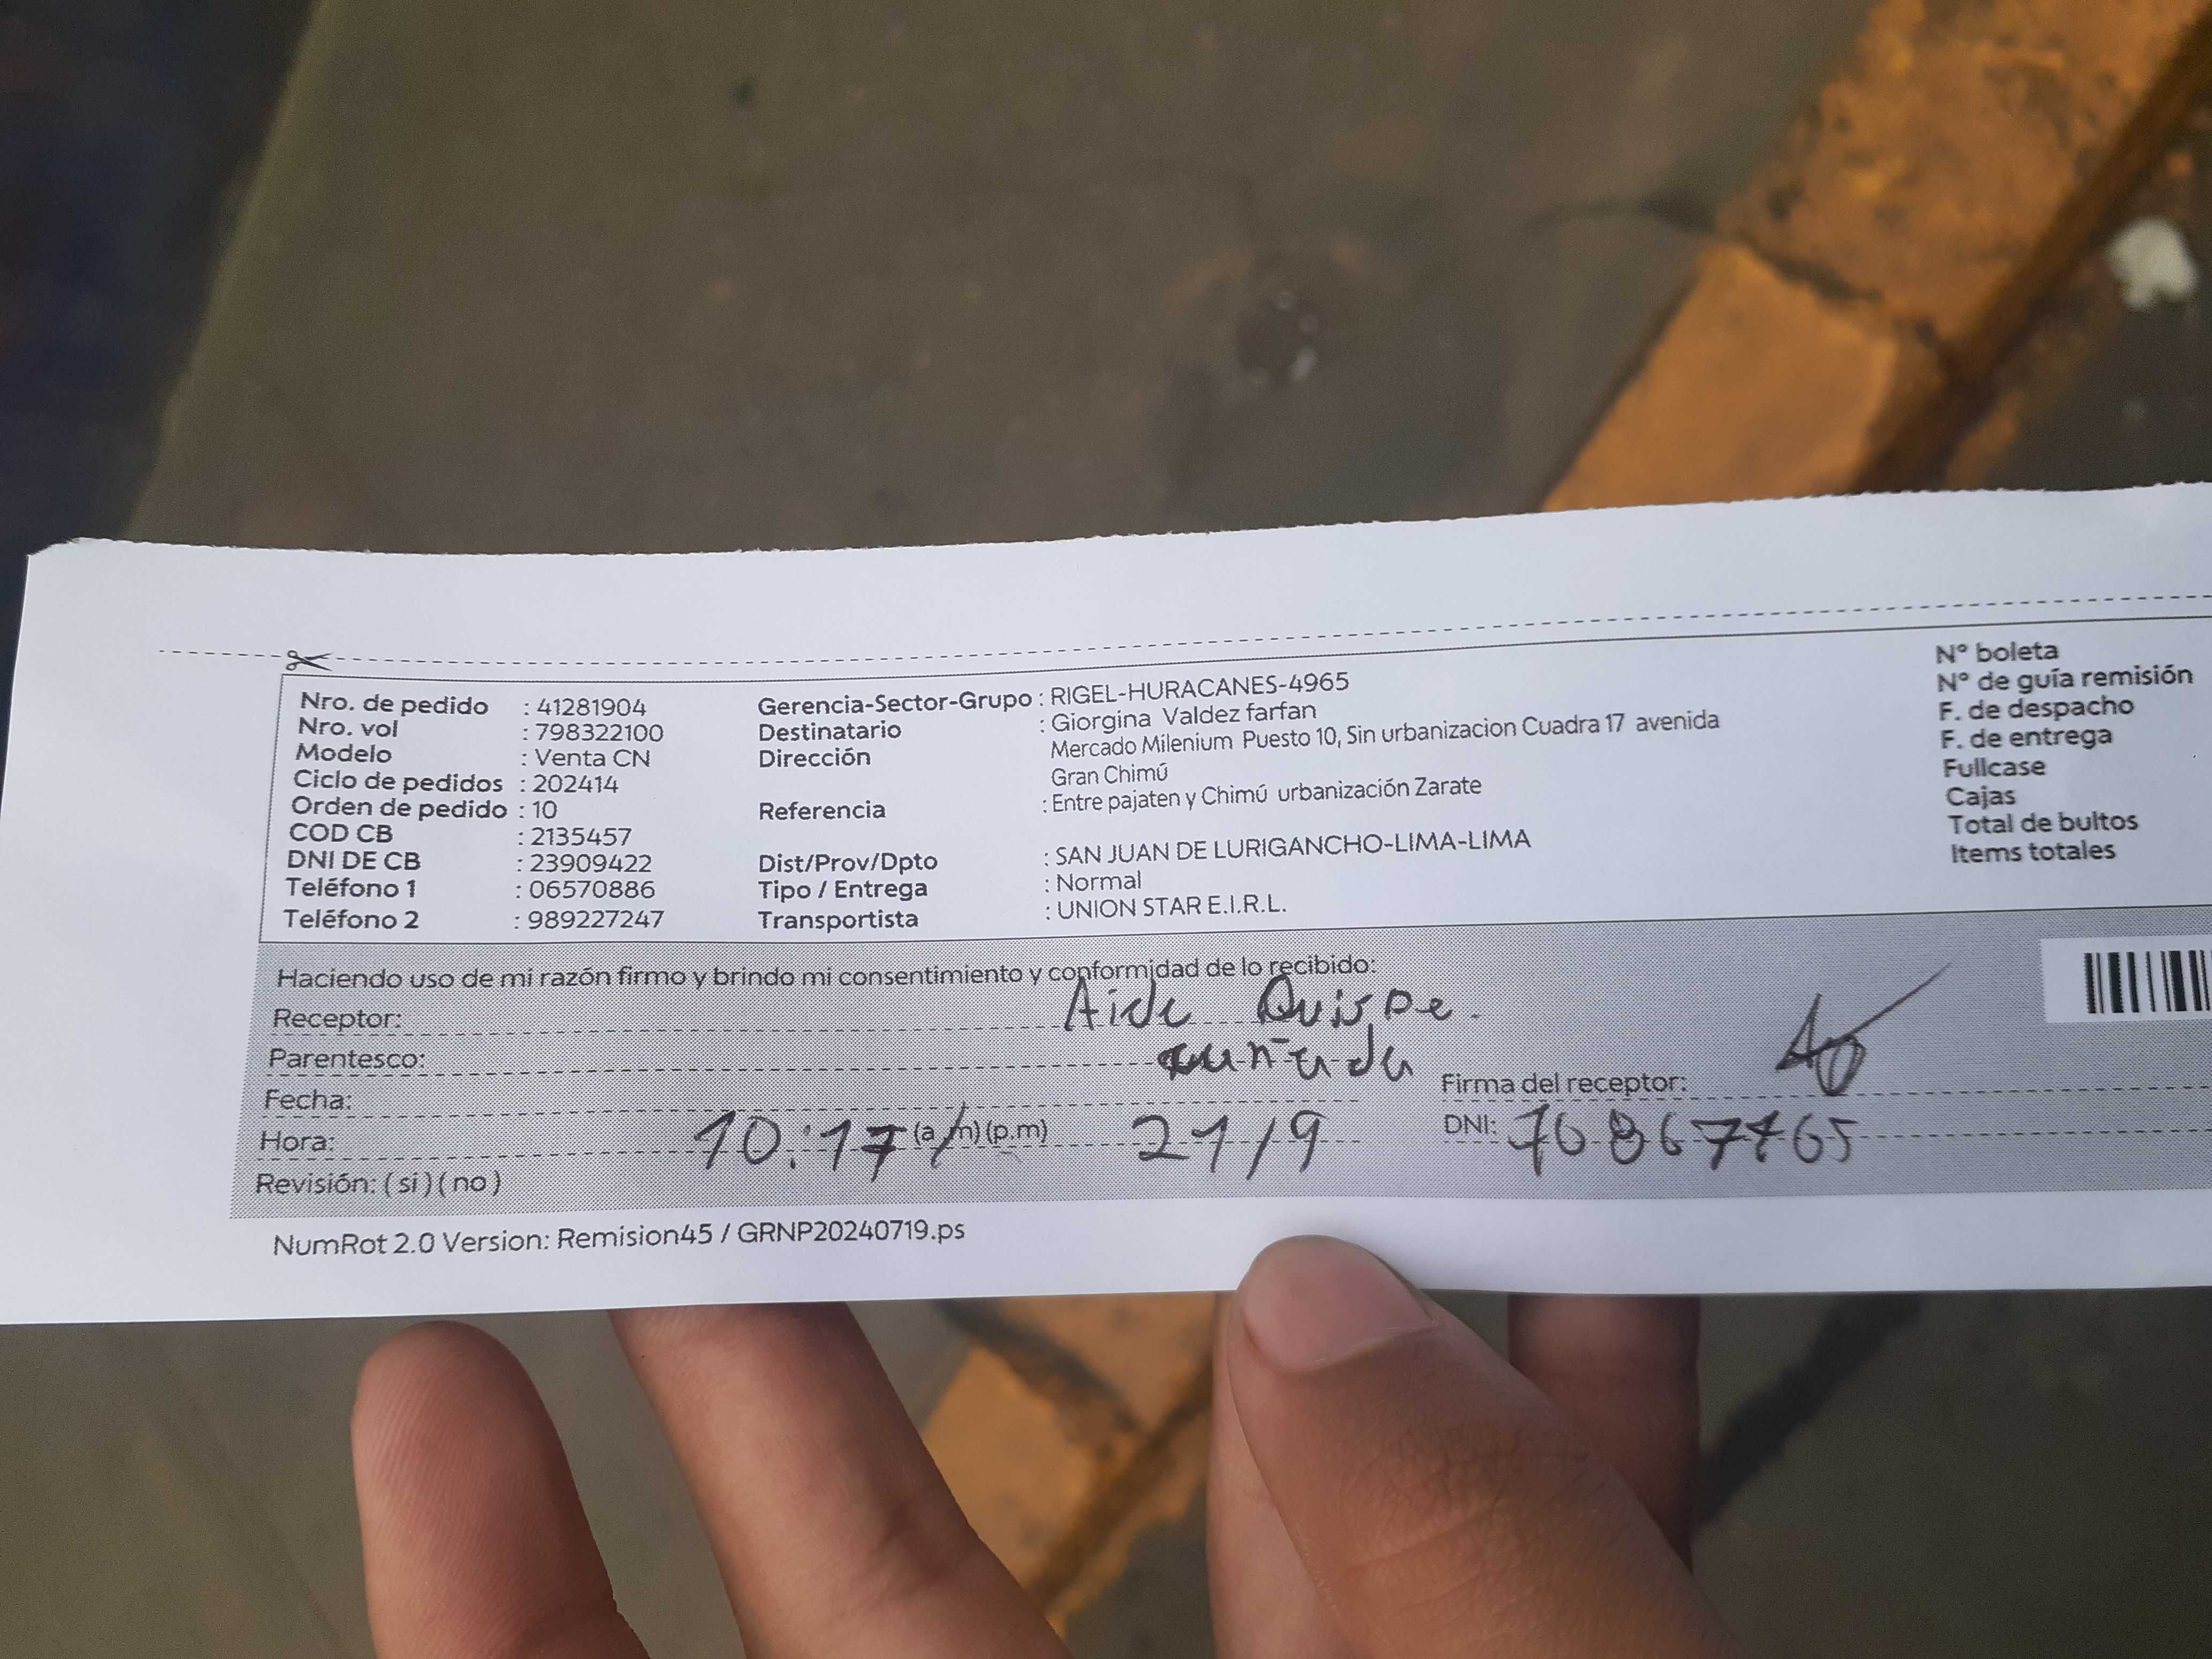 Nro. de pedido : 41281904
Nro. vol : 798322100
Modelo : Venta CN
Ciclo de pedidos : 202414
Orden de pedido : 10
COD CB : 2135457
DNI DE CB : 23909422
Teléfono 1 : 06570886
Teléfono 2 : 989227247
Gerencia-Sector-Grupo : RIGEL-HURACANES-4965
Destinatario : Giorgina Valdez farfan
Dirección Mercado Milenium Puesto 10, Sin urbanizacion Cuadra 17 avenida
Gran Chimú
Referencia : Entre pajaten y Chimú urbanización Zarate
Dist/Prov/Dpto : SAN JUAN DE LURIGANCHO-LIMA-LIMA
Tipo / Entrega : Normal
Transportista : UNION STAR E.I.R.L.
N° boleta
N° de guía remisión
F. de despacho
F. de entrega
Fullcase
Cajas
Total de bultos
Items totales
Haciendo uso de mi razón firmo y brindo mi consentimiento y conformidad de lo recibido:
Receptor: Aide Quispe.
Parentesco: cuñada
Fecha:
Firma del receptor:
Hora: 10:17 (a.m) (p.m) 21/9
DNI: 76867465
Revisión: ( si ) ( no )
NumRot 2.0 Version: Remision45 / GRNP20240719.ps